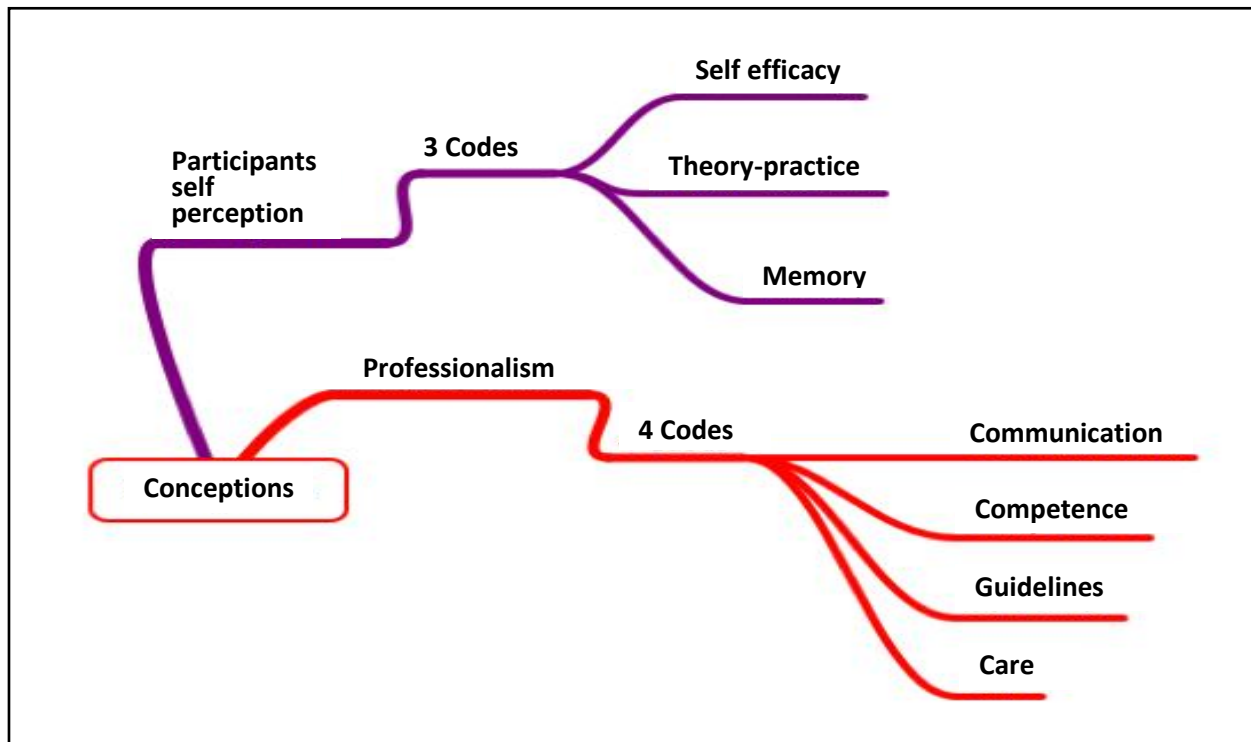 Self efficacy
3 Codes
Participants
self
perception
Theory-practice
Memory
Professionalism
4 Codes
Communication
Conceptions
Competence
Guidelines
Care